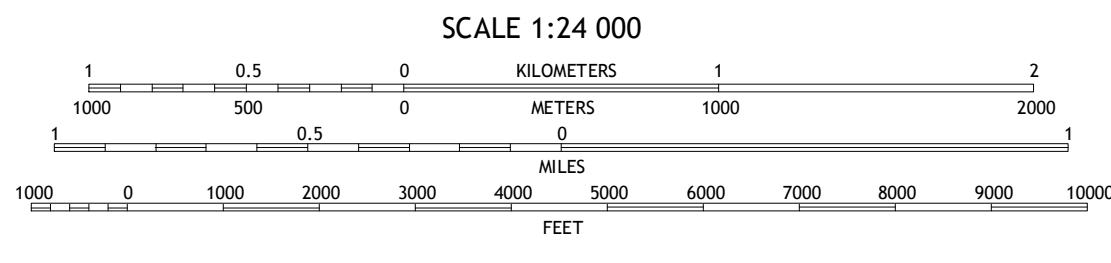 SCALE 1:24 000
1 0.5 0 KILOMETERS 1 2
1000 500 0 METERS 1000 2000
1 0.5 0 1
MILES
1000 0 1000 2000 3000 4000 5000 6000 7000 8000 9000 10000
FEET